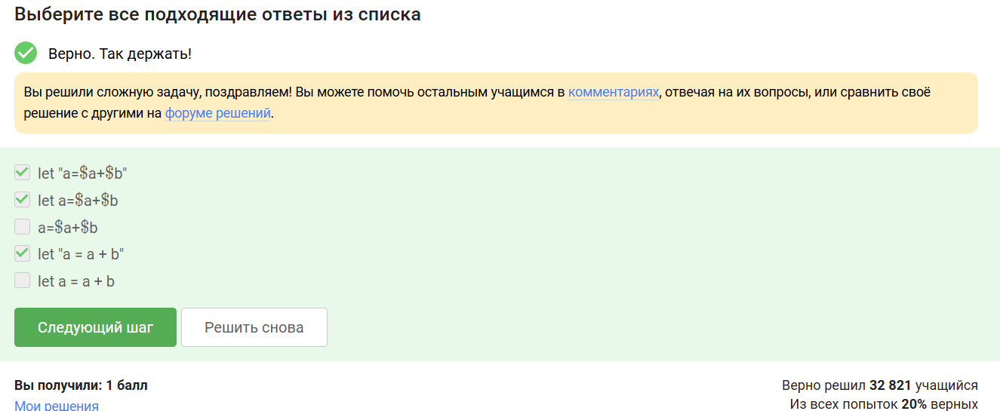 Выберите все подходящие ответы из списка
Верно. Так держать!
Вы решили сложную задачу, поздравляем! Вы можете помочь остальным учащимся в комментариях, отвечая на их вопросы, или сравнить своё
решение с другими на форуме решений.
let "a=$a+$b"
let a=$a+$b
a=$a+$b
let "a = a + b"
let a = a + b
Следующий шаг
Решить снова
Вы получили: 1 балл
Мои решения
Верно решил 32 821 учащийся
Из всех попыток 20% верных